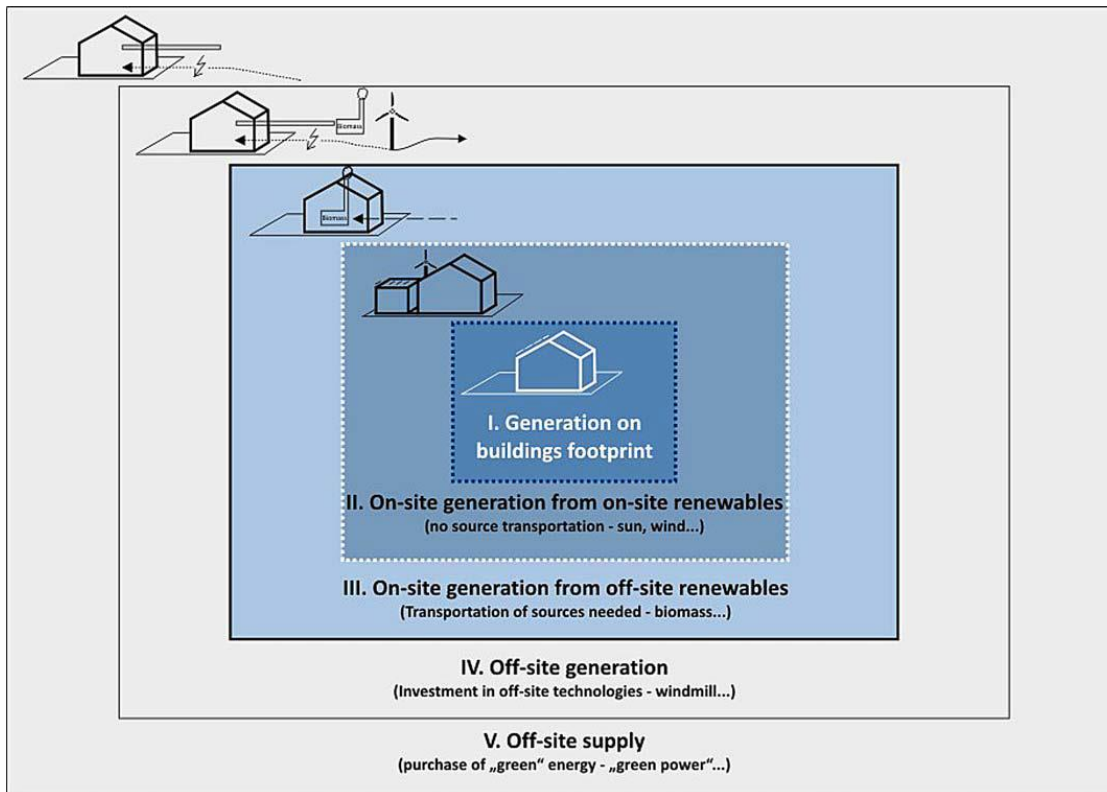 Biomass
Biomass
I. Generation on
buildings footprint
II. On-site generation from on-site renewables
(no source transportation - sun, wind...)
III. On-site generation from off-site renewables
(Transportation of sources needed - biomass...)
IV. Off-site generation
(Investment in off-site technologies - windmill...)
V. Off-site supply
(purchase of „green“ energy - „green power“...)